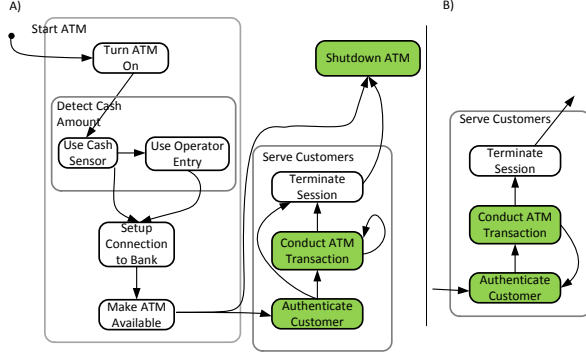 A)
Start ATM
Turn ATM
On
Detect Cash
Amount
Use Cash
Sensor
Use Operator
Entry
Setup
Connection
to Bank
Make ATM
Available
Shutdown ATM
Serve Customers
Terminate
Session
Conduct ATM
Transaction
Authenticate
Customer
B)
Serve Customers
Terminate
Session
Conduct ATM
Transaction
Authenticate
Customer